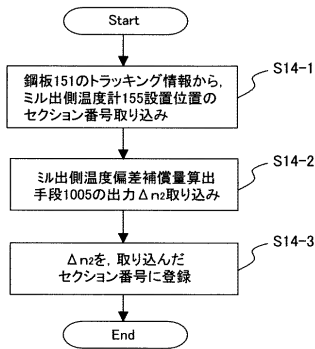 Start
鋼板151のトラッキング情報から,
ミル出側温度計155設置位置の
セクション番号取り込み
S14-1
ミル出側温度偏差補償量算出
手段1005の出力Δn2取り込み
S14-2
Δn2を,取り込んだ
セクション番号に登録
S14-3
End